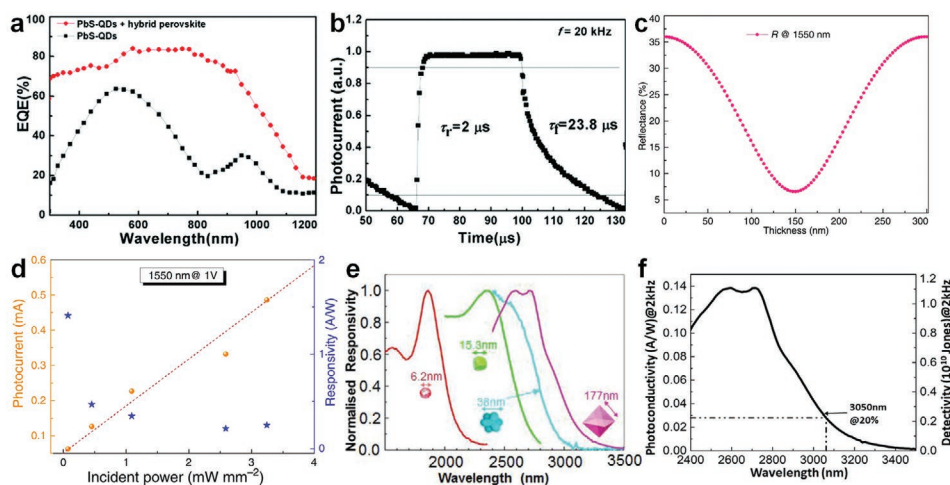 a
PbS-QDs + hybrid perovskite
PbS-QDs
EQE(%)
100
80
60
40
20
0
400
600
800
1000
1200
Wavelength(nm)
b
f = 20 kHz
Photocurrent (a.u.)
1.0
0.8
0.6
0.4
0.2
0.0
τr=2 μs
τf=23.8 μs
50
60
70
80
90
100
110
120
130
Time(μs)
c
R @ 1550 nm
Reflectance (%)
35
30
25
20
15
10
5
0
50
100
150
200
250
300
Thickness (nm)
d
1550 nm@ 1V
Photocurrent (mA)
0.6
0.5
0.4
0.3
0.2
0.1
Responsivity (A/W)
2
1
0
0
1
2
3
4
Incident power (mW mm⁻²)
e
Normalised Responsivity
1.0
0.8
0.6
0.4
0.2
0.0
6.2nm
15.3nm
38nm
177nm
2000
2500
3000
3500
Wavelength (nm)
f
Photoconductivity (A/W)@2kHz
0.14
0.12
0.10
0.08
0.06
0.04
0.02
0.00
1.2
1.0
0.8
0.6
0.4
0.2
0.0
3050nm
@20%
2400
2600
2800
3000
3200
3400
Wavelength (nm)